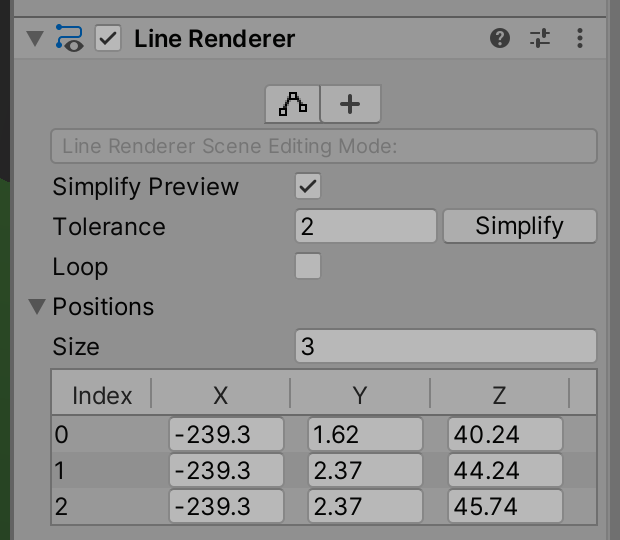 Line Renderer
Line Renderer Scene Editing Mode:
Simplify Preview
Tolerance 2 Simplify
Loop
Positions
Size 3
Index X Y Z
0 -239.3 1.62 40.24
1 -239.3 2.37 44.24
2 -239.3 2.37 45.74